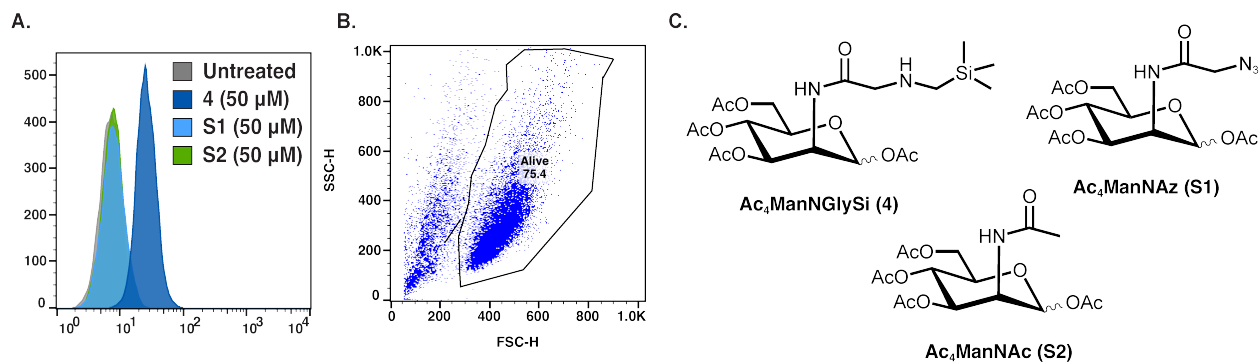 A.
500
400
300
200
100
0
10⁰
10¹
10²
10³
10⁴
Untreated
4 (50 µM)
S1 (50 µM)
S2 (50 µM)
B.
SSC-H
1.0K
800
600
400
200
0
Alive
75.4
0
200
400
600
800
1.0K
FSC-H
C.
O
H
N
Si
HN
AcO
O
AcO
AcO
OAc
Ac₄ManNGlySi (4)
O
N₃
HN
AcO
O
AcO
AcO
OAc
Ac₄ManNAz (S1)
O
HN
AcO
O
AcO
AcO
OAc
Ac₄ManNAc (S2)